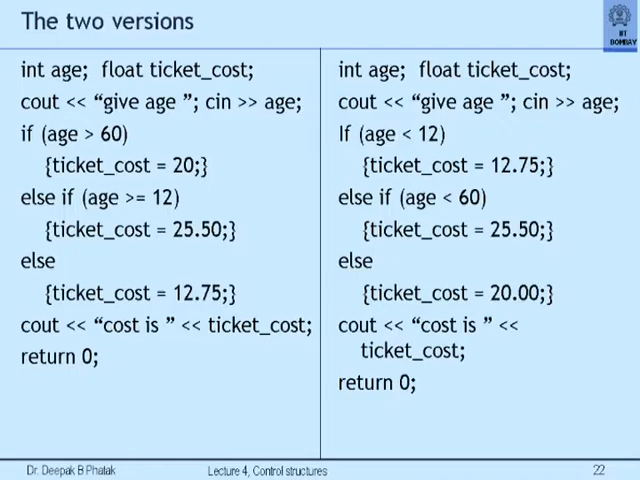 The two versions
IIT
BOMBAY
int age; float ticket_cost;
cout << “give age ”; cin >> age;
if (age > 60)
{ticket_cost = 20;}
else if (age >= 12)
{ticket_cost = 25.50;}
else
{ticket_cost = 12.75;}
cout << “cost is ” << ticket_cost;
return 0;
int age; float ticket_cost;
cout << “give age ”; cin >> age;
If (age < 12)
{ticket_cost = 12.75;}
else if (age < 60)
{ticket_cost = 25.50;}
else
{ticket_cost = 20.00;}
cout << “cost is ” <<
ticket_cost;
return 0;
Dr. Deepak B Phatak
Lecture 4, Control structures
22